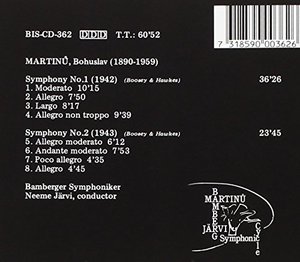 BIS-CD-362 DDD T.T.: 60'52
7 318590 003626
MARTINŮ, Bohuslav (1890-1959)
Symphony No.1 (1942) (Boosey & Hawkes) 36'26
1. Moderato 10'15
2. Allegro 7'50
3. Largo 8'17
4. Allegro non troppo 9'39
Symphony No.2 (1943) (Boosey & Hawkes) 23'45
5. Allegro moderato 6'12
6. Andante moderato 7'53
7. Poco allegro 4'35
8. Allegro 4'45
Bamberger Symphoniker
Neeme Järvi, conductor
MARTINŮ
BAMBERG
JÄRVI
Symphonic
Cycle